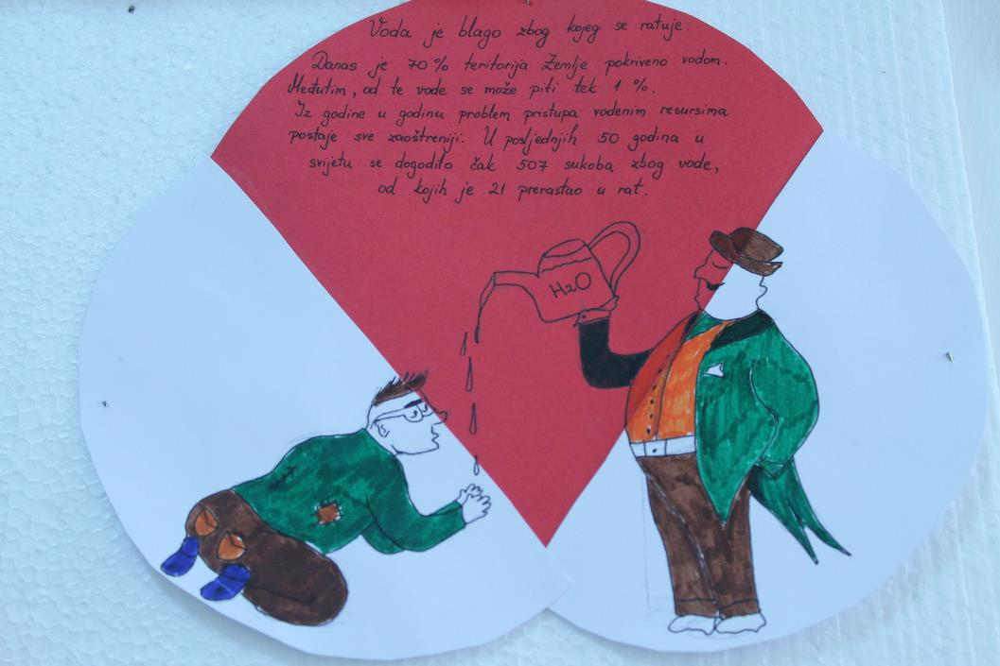 Voda je blago zbog kojeg se ratuje.
Danas je 70% teritorija Zemlje pokriveno vodom.
Međutim, od te vode se može piti tek 1 %.
Iz godine u godinu problem pristupa vodenim resursima
postaje sve zaoštreniji. U posljednjih 50 godina u
svijetu se dogodilo čak 507 sukoba zbog vode,
od kojih je 21 prerastao u rat.
H2O